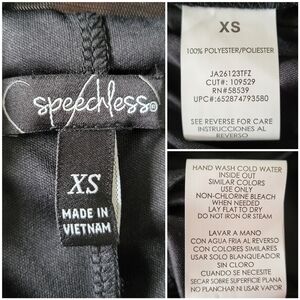 speechless®
XS
MADE IN
VIETNAM
XS
100% POLYESTER/POLIESTER
JA26123TFZ
CUT#: 109529
RN#58539
UPC#:652874793580
SEE REVERSE FOR CARE
INSTRUCCIONES AL
REVERSO
HAND WASH COLD WATER
INSIDE OUT
SIMILAR COLORS
USE ONLY
NON-CHLORINE BLEACH
WHEN NEEDED
LAY FLAT TO DRY
DO NOT IRON OR STEAM
LAVAR A MANO
CON AGUA FRIA AL REVERSO
CON COLORES SIMILARES
USAR SOLO BLANQUEADOR
SIN CLORO
CUANDO SE NECESITE
SECAR SOBRE SUPERFICIE PLANA
NO PLANCHAR NI USAR VAPOR